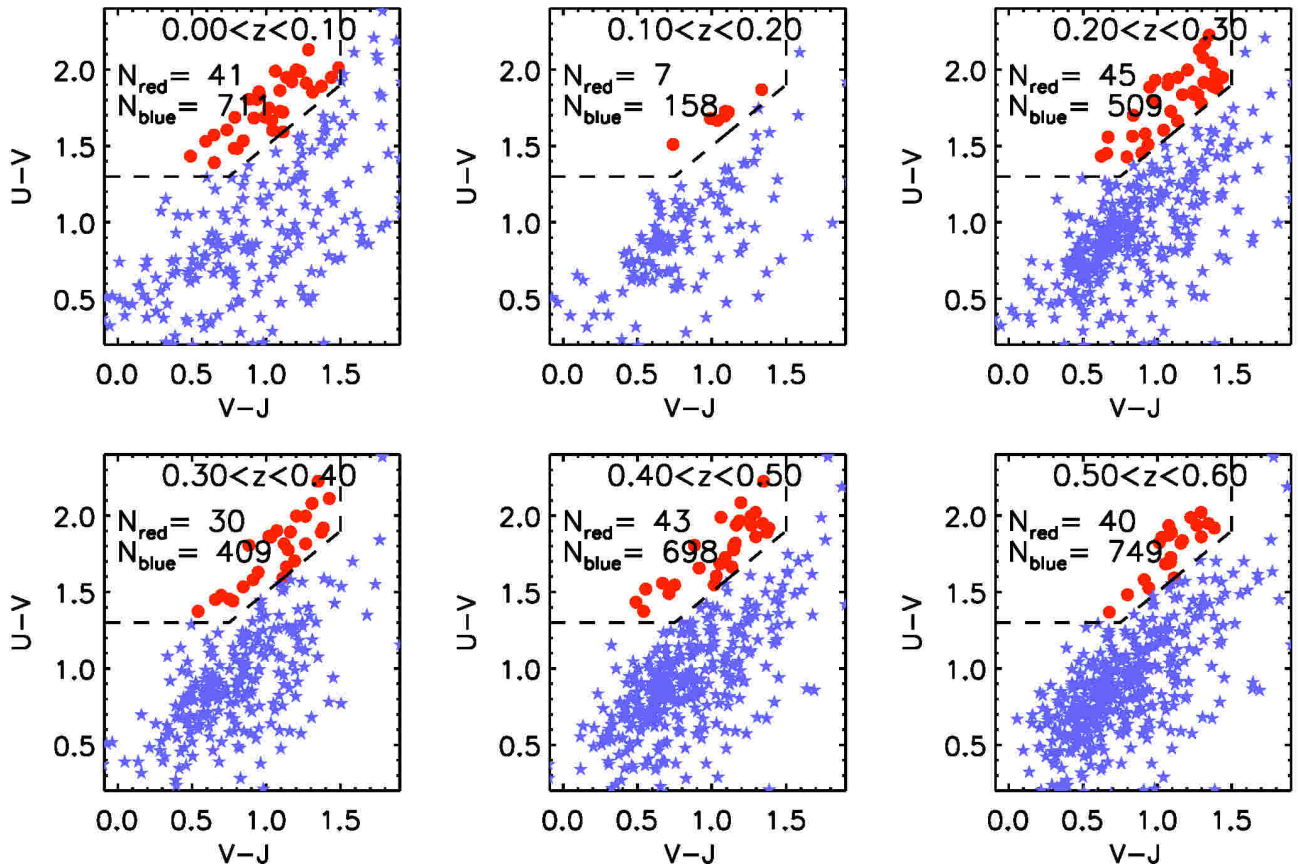 0.00<z<0.10
N_red= 41
N_blue= 711
2.0
1.5
1.0
0.5
U-V
0.0 0.5 1.0 1.5
V-J
0.10<z<0.20
N_red= 7
N_blue= 158
2.0
1.5
1.0
0.5
U-V
0.0 0.5 1.0 1.5
V-J
0.20<z<0.30
N_red= 45
N_blue= 509
2.0
1.5
1.0
0.5
U-V
0.0 0.5 1.0 1.5
V-J
0.30<z<0.40
N_red= 30
N_blue= 409
2.0
1.5
1.0
0.5
U-V
0.0 0.5 1.0 1.5
V-J
0.40<z<0.50
N_red= 43
N_blue= 698
2.0
1.5
1.0
0.5
U-V
0.0 0.5 1.0 1.5
V-J
0.50<z<0.60
N_red= 40
N_blue= 749
2.0
1.5
1.0
0.5
U-V
0.0 0.5 1.0 1.5
V-J